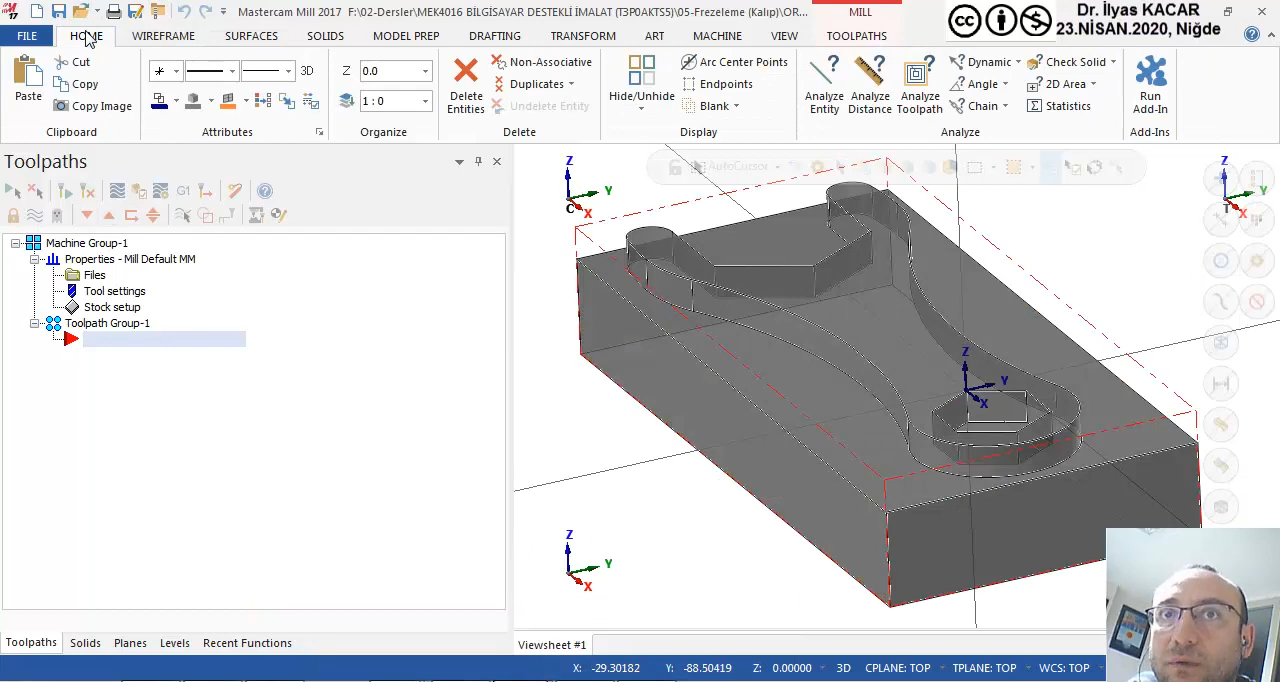 Mastercam Mill 2017 F:\02-Dersler\MEK4016 BİLGİSAYAR DESTEKLİ İMALAT (T3P0AKTS5)\05-Frezeleme (Kalıp)\OR...
MILL
Dr. İlyas KACAR
23.NİSAN.2020, Niğde
FILE HOME WIREFRAME SURFACES SOLIDS MODEL PREP DRAFTING TRANSFORM ART MACHINE VIEW TOOLPATHS
Paste
Cut
Copy
Copy Image
Clipboard
3D
Attributes
Z 0.0
1 : 0
Organize
Delete Entities
Non-Associative
Duplicates
Undelete Entity
Delete
Hide/Unhide
Arc Center Points
Endpoints
Blank
Display
Analyze Entity
Analyze Distance
Analyze Toolpath
Dynamic
Angle
Chain
Check Solid
2D Area
Statistics
Analyze
Run Add-In
Add-Ins
Toolpaths
G1
Machine Group-1
Properties - Mill Default MM
Files
Tool settings
Stock setup
Toolpath Group-1
Toolpaths Solids Planes Levels Recent Functions
AutoCursor
Z
Y
X
C
Z
Y
X
T
Z
Y
X
Z
Y
X
Viewsheet #1
X: -29.30182 Y: -88.50419 Z: 0.00000 3D CPLANE: TOP TPLANE: TOP WCS: TOP